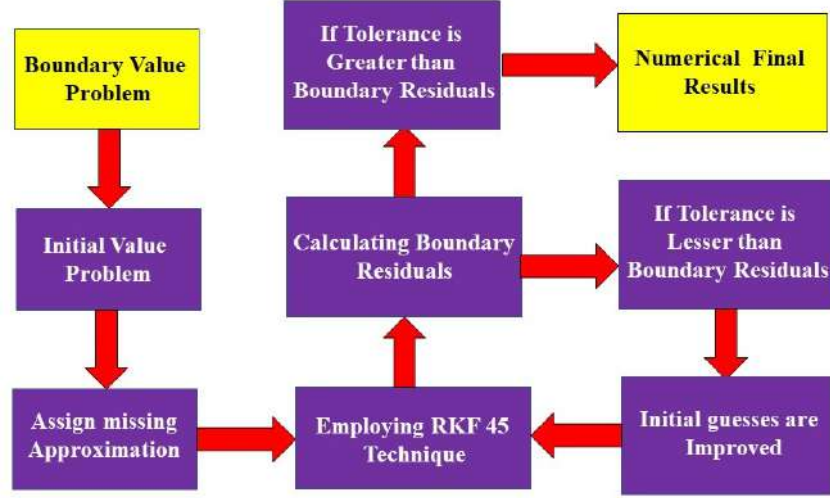 Boundary Value
Problem
Initial Value
Problem
Assign missing
Approximation
Employing RKF 45
Technique
Calculating Boundary
Residuals
If Tolerance is
Greater than
Boundary Residuals
Numerical Final
Results
If Tolerance is
Lesser than
Boundary Residuals
Initial guesses are
Improved